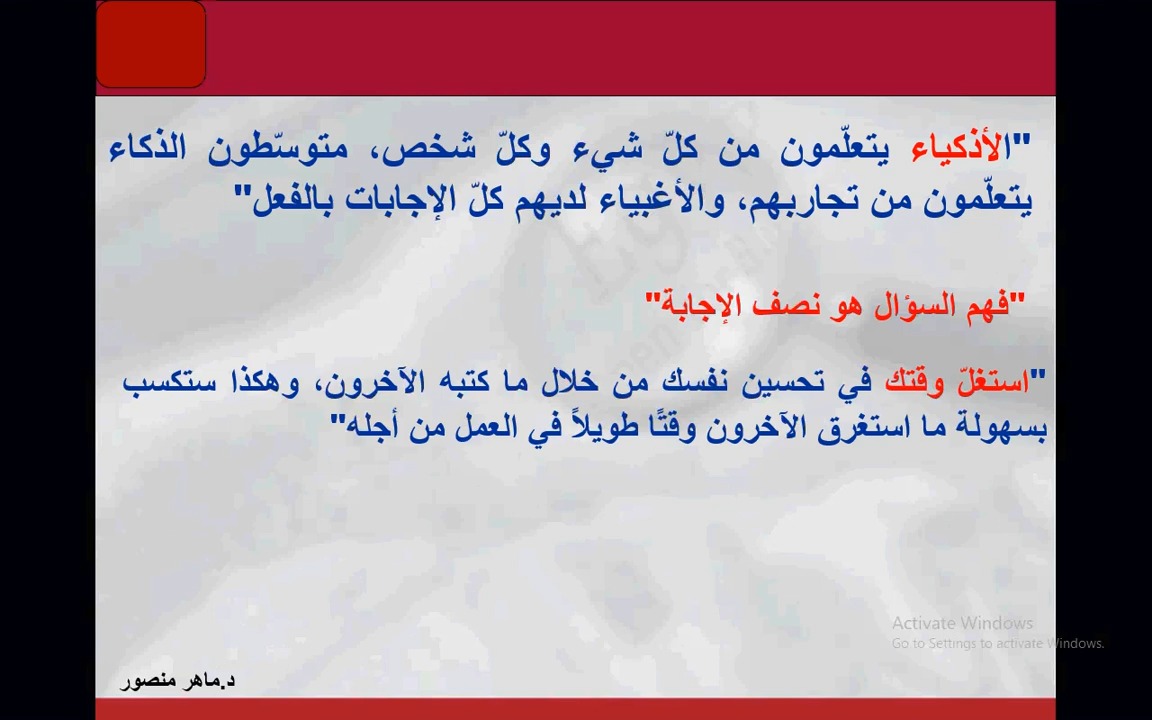 "الأذكياء يتعلّمون من كلّ شيء وكلّ شخص، متوسّطون الذكاء
يتعلّمون من تجاربهم، والأغبياء لديهم كلّ الإجابات بالفعل"
"فهم السؤال هو نصف الإجابة"
"استغلّ وقتك في تحسين نفسك من خلال ما كتبه الآخرون، وهكذا ستكسب
بسهولة ما استغرق الآخرون وقتًا طويلاً في العمل من أجله"
Activate Windows
Go to Settings to activate Windows.
د.ماهر منصور